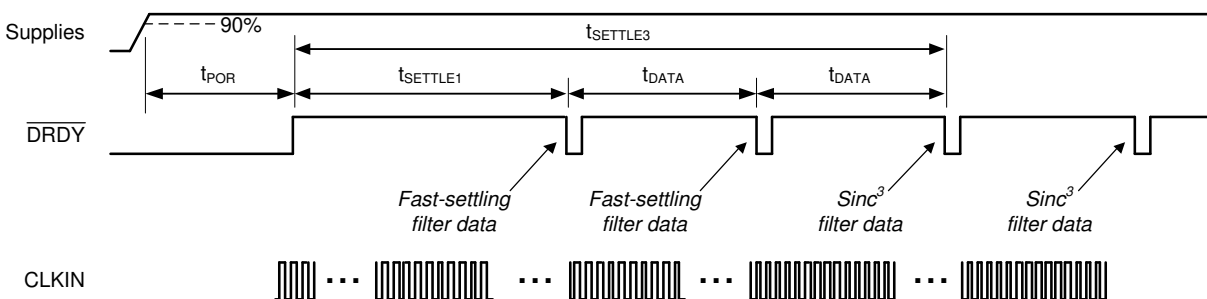 Supplies
90%
tSETTLE3
tPOR
tSETTLE1
tDATA
tDATA
DRDY
Fast-settling
filter data
Fast-settling
filter data
Sinc³
filter data
Sinc³
filter data
CLKIN